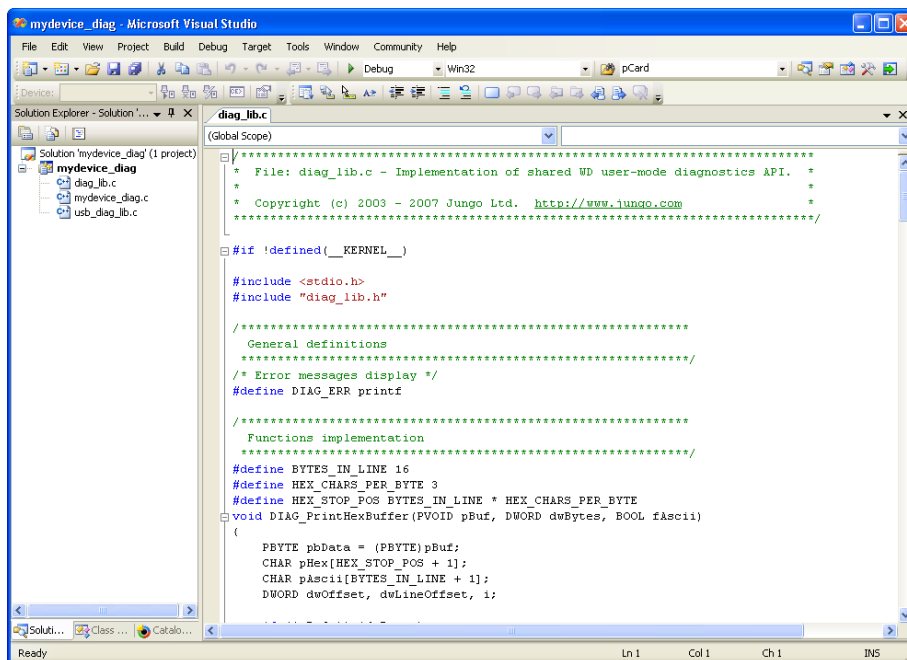 mydevice_diag - Microsoft Visual Studio
File Edit View Project Build Debug Target Tools Window Community Help
Debug Win32 pCard
Device:
Solution Explorer - Solution '...
diag_lib.c
(Global Scope)
Solution 'mydevice_diag' (1 project)
mydevice_diag
diag_lib.c
mydevice_diag.c
usb_diag_lib.c
/******************************************************************************
* File: diag_lib.c - Implementation of shared WD user-mode diagnostics API. *
* *
* Copyright (c) 2003 - 2007 Jungo Ltd. http://www.jungo.com *
*******************************************************************************/
#if !defined(__KERNEL__)
#include <stdio.h>
#include "diag_lib.h"
/*************************************************************
General definitions
*************************************************************/
/* Error messages display */
#define DIAG_ERR printf
/*************************************************************
Functions implementation
*************************************************************/
#define BYTES_IN_LINE 16
#define HEX_CHARS_PER_BYTE 3
#define HEX_STOP_POS BYTES_IN_LINE * HEX_CHARS_PER_BYTE
void DIAG_PrintHexBuffer(PVOID pBuf, DWORD dwBytes, BOOL fAscii)
{
PBYTE pbData = (PBYTE)pBuf;
CHAR pHex[HEX_STOP_POS + 1];
CHAR pAscii[BYTES_IN_LINE + 1];
DWORD dwOffset, dwLineOffset, i;
Soluti... Class ... Catalo...
Ready Ln 1 Col 1 Ch 1 INS